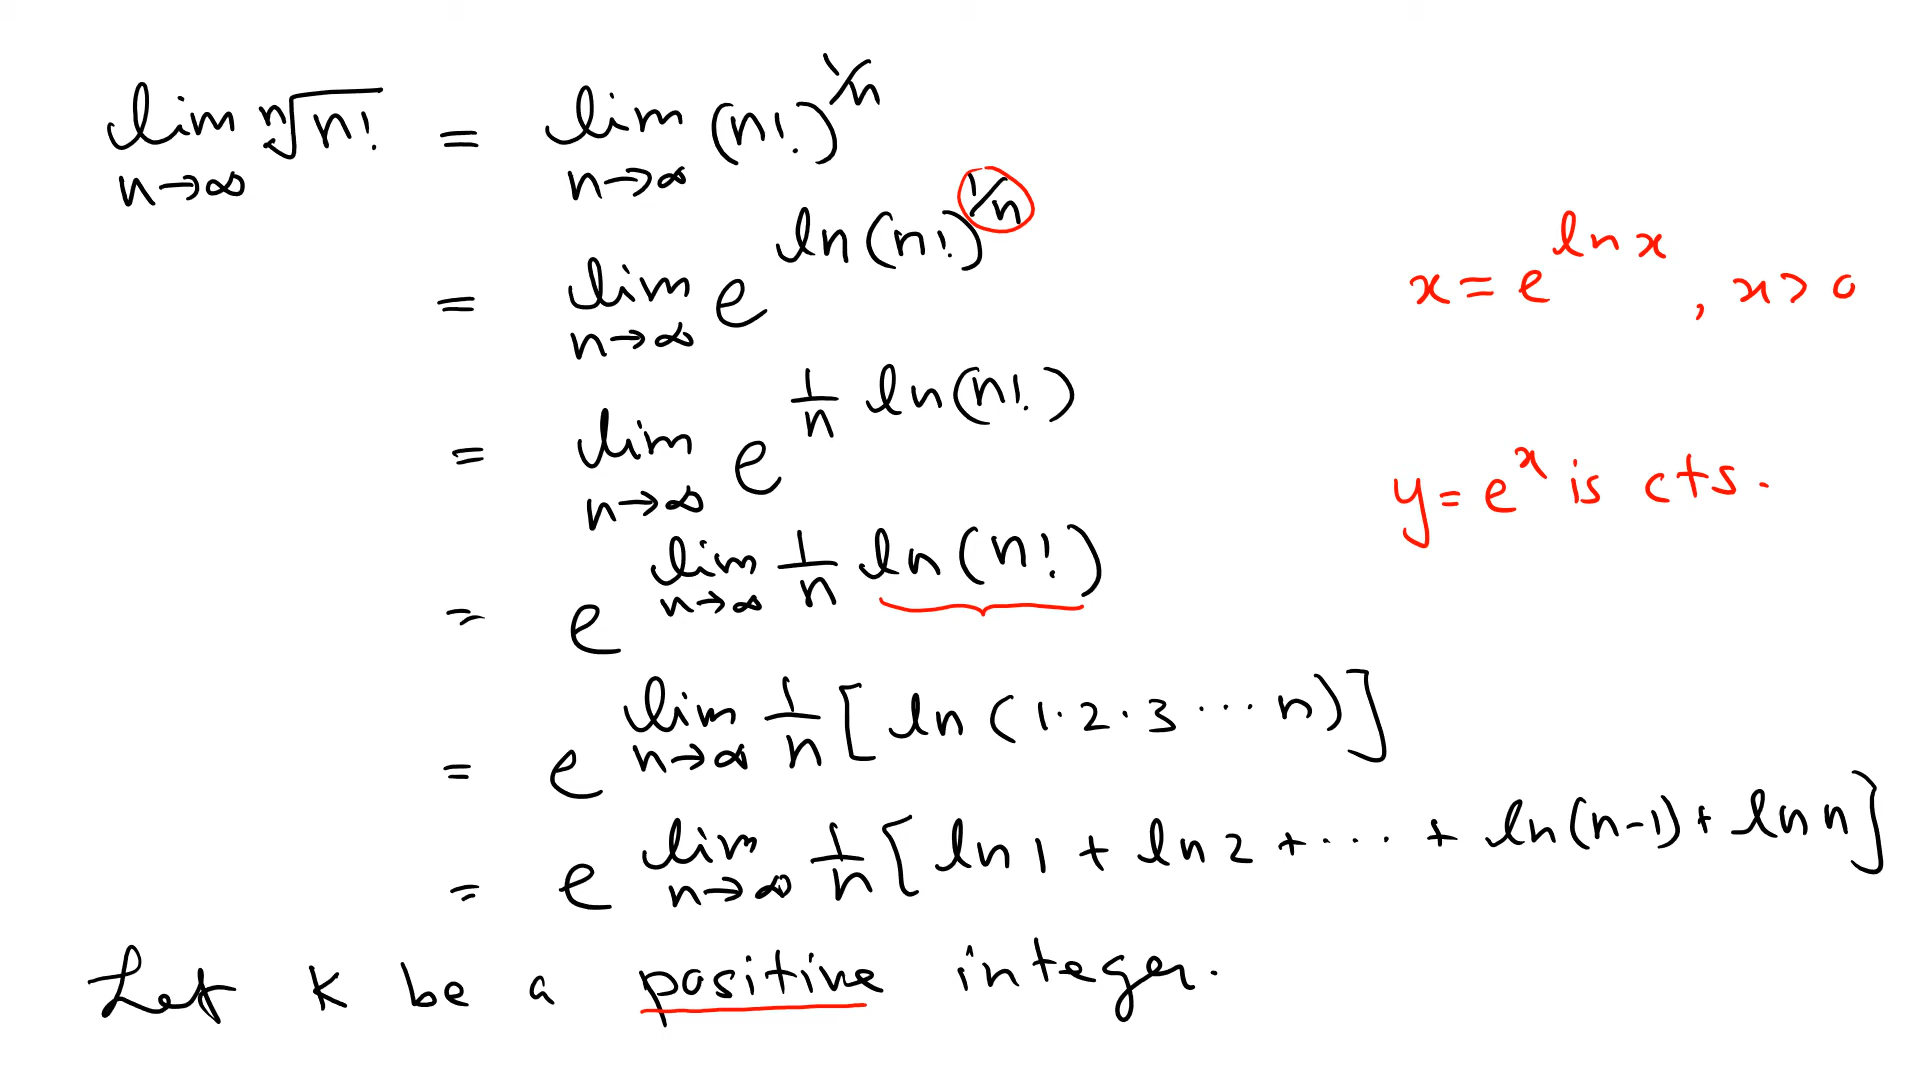 lim n→∞ ⁿ√n! = lim n→∞ (n!)^1/n
= lim n→∞ e^ln(n!)^1/n
x = e^ln x, x > 0
= lim n→∞ e^1/n ln(n!)
y = e^x is cts.
= e^lim n→∞ 1/n ln(n!)
= e^lim n→∞ 1/n [ln(1·2·3···n)]
= e^lim n→∞ 1/n [ln 1 + ln 2 + ··· + ln(n-1) + ln n]
Let k be a positive integer.